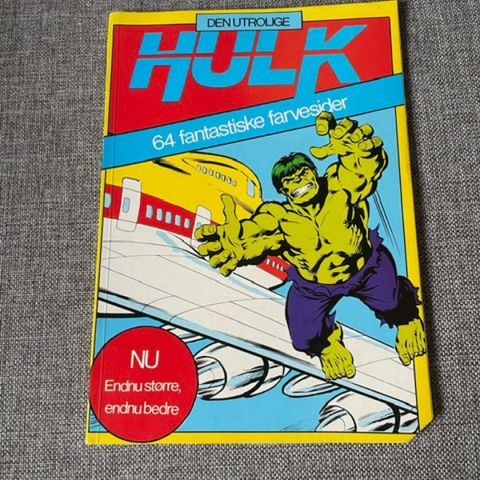 DEN UTROLIGE
HULK
64 fantastiske farvesider
NU
Endnu større,
endnu bedre